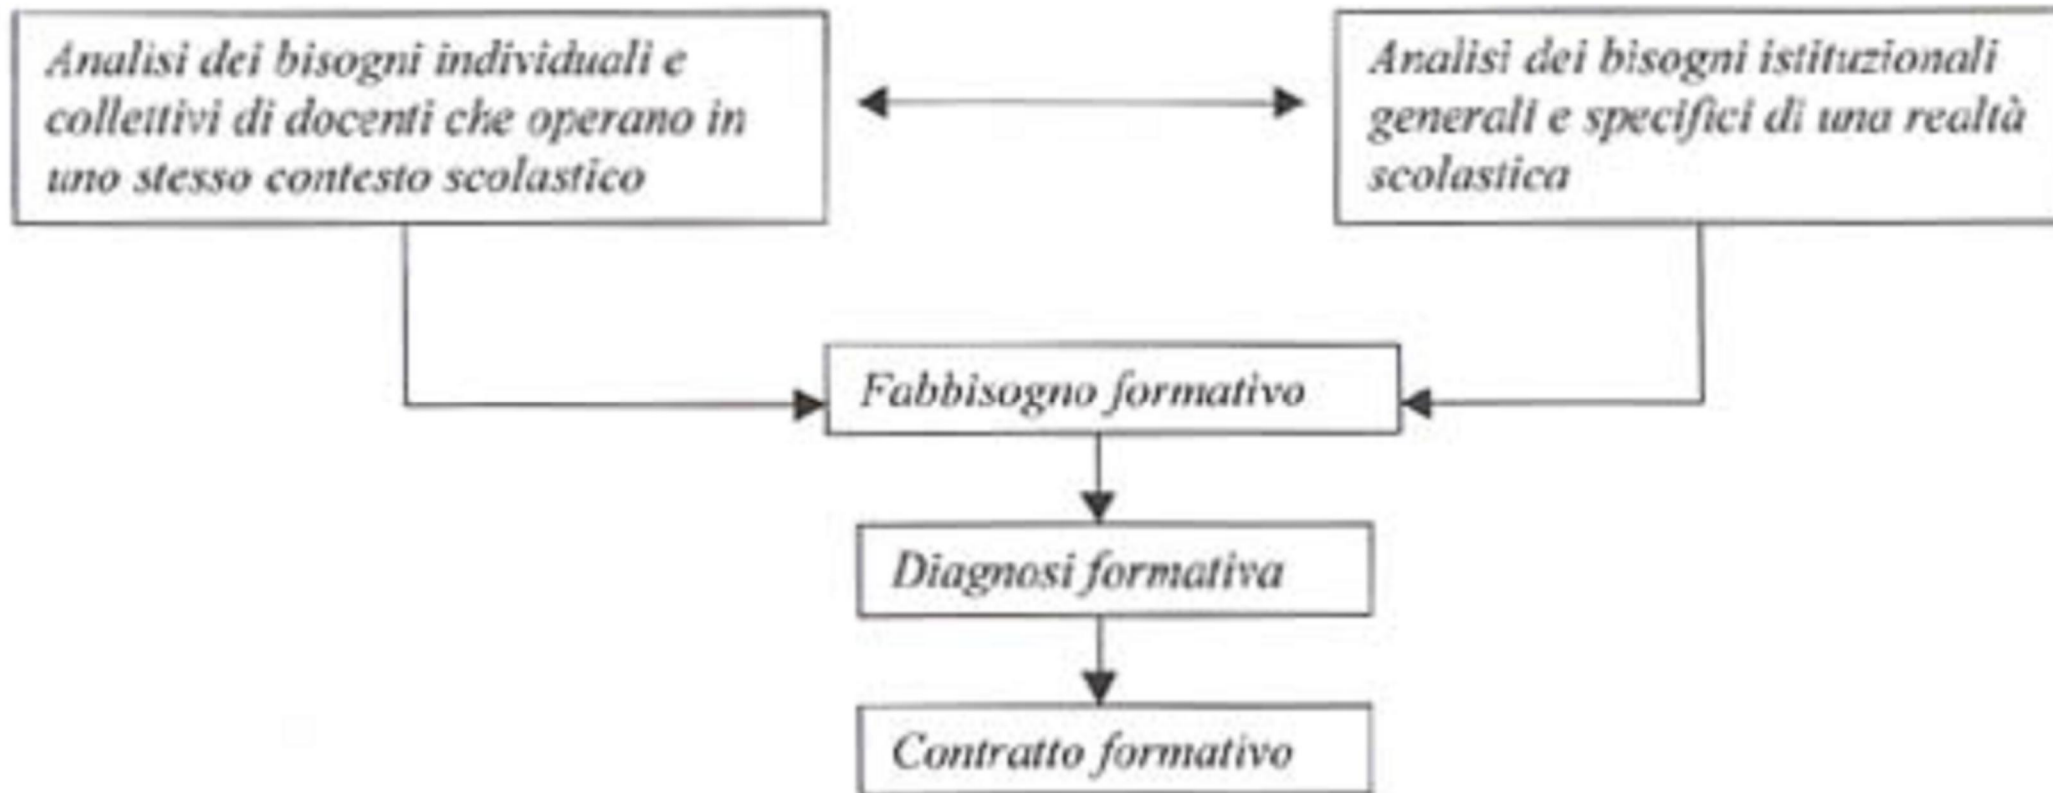 Analisi dei bisogni individuali e
collettivi di docenti che operano in
uno stesso contesto scolastico
Analisi dei bisogni istituzionali
generali e specifici di una realtà
scolastica
Fabbisogno formativo
Diagnosi formativa
Contratto formativo